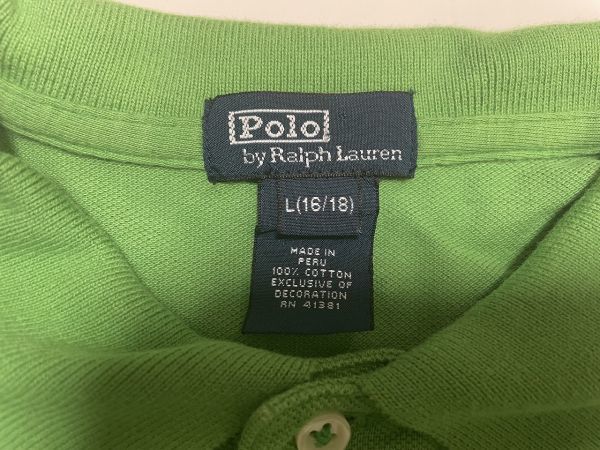 Polo
by Ralph Lauren
L(16/18)
MADE IN
PERU
100% COTTON
EXCLUSIVE OF
DECORATION
RN 41381